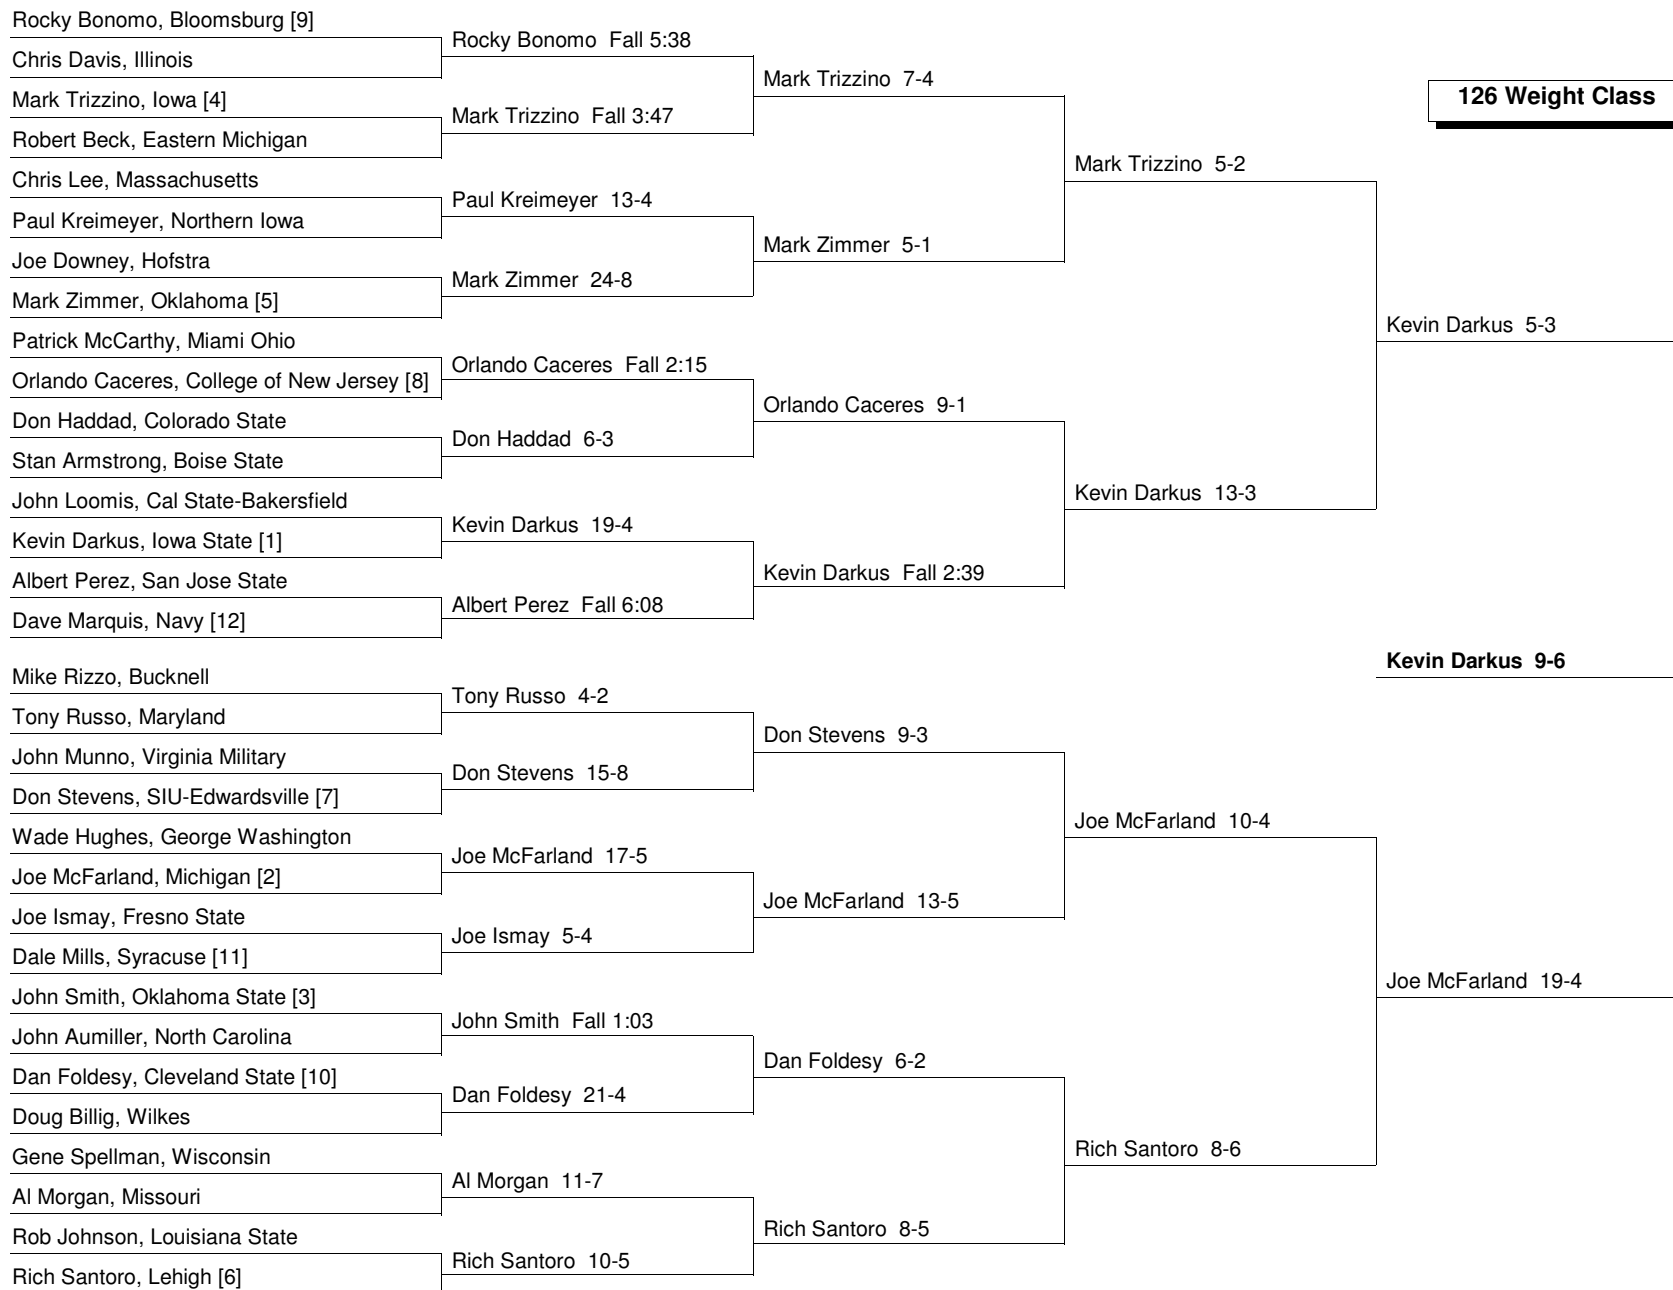 Rocky Bonomo, Bloomsburg [9]
Chris Davis, Illinois
Mark Trizzino, Iowa [4]
Robert Beck, Eastern Michigan
Chris Lee, Massachusetts
Paul Kreimeyer, Northern Iowa
Joe Downey, Hofstra
Mark Zimmer, Oklahoma [5]
Patrick McCarthy, Miami Ohio
Orlando Caceres, College of New Jersey [8]
Don Haddad, Colorado State
Stan Armstrong, Boise State
John Loomis, Cal State-Bakersfield
Kevin Darkus, Iowa State [1]
Albert Perez, San Jose State
Dave Marquis, Navy [12]
Mike Rizzo, Bucknell
Tony Russo, Maryland
John Munno, Virginia Military
Don Stevens, SIU-Edwardsville [7]
Wade Hughes, George Washington
Joe McFarland, Michigan [2]
Joe Ismay, Fresno State
Dale Mills, Syracuse [11]
John Smith, Oklahoma State [3]
John Aumiller, North Carolina
Dan Foldesy, Cleveland State [10]
Doug Billig, Wilkes
Gene Spellman, Wisconsin
Al Morgan, Missouri
Rob Johnson, Louisiana State
Rich Santoro, Lehigh [6]
Rocky Bonomo Fall 5:38
Mark Trizzino Fall 3:47
Paul Kreimeyer 13-4
Mark Zimmer 24-8
Orlando Caceres Fall 2:15
Don Haddad 6-3
Kevin Darkus 19-4
Albert Perez Fall 6:08
Tony Russo 4-2
Don Stevens 15-8
Joe McFarland 17-5
Joe Ismay 5-4
John Smith Fall 1:03
Dan Foldesy 21-4
Al Morgan 11-7
Rich Santoro 10-5
Mark Trizzino 7-4
Mark Zimmer 5-1
Orlando Caceres 9-1
Kevin Darkus Fall 2:39
Don Stevens 9-3
Joe McFarland 13-5
Dan Foldesy 6-2
Rich Santoro 8-5
Mark Trizzino 5-2
Kevin Darkus 13-3
Joe McFarland 10-4
Rich Santoro 8-6
126 Weight Class
Kevin Darkus 5-3
Kevin Darkus 9-6
Joe McFarland 19-4